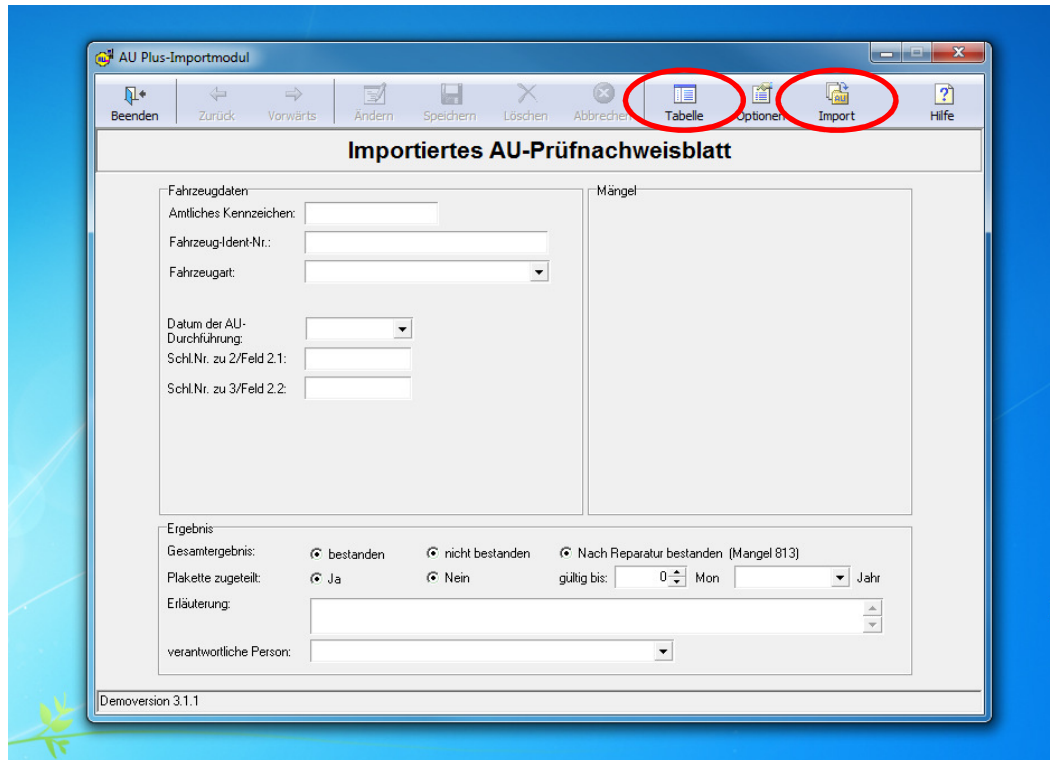 AU Plus-Importmodul
Beenden Zurück Vorwärts Ändern Speichern Löschen Abbrechen Tabelle Optionen Import Hilfe
Importiertes AU-Prüfnachweisblatt
Fahrzeugdaten
Amtliches Kennzeichen:
Fahrzeug-Ident-Nr.:
Fahrzeugart:
Datum der AU-
Durchführung:
Schl.Nr. zu 2/Feld 2.1:
Schl.Nr. zu 3/Feld 2.2:
Mängel
Ergebnis
Gesamtergebnis: bestanden nicht bestanden Nach Reparatur bestanden (Mangel 813)
Plakette zugeteilt: Ja Nein gültig bis: 0 Mon Jahr
Erläuterung:
verantwortliche Person:
Demoversion 3.1.1